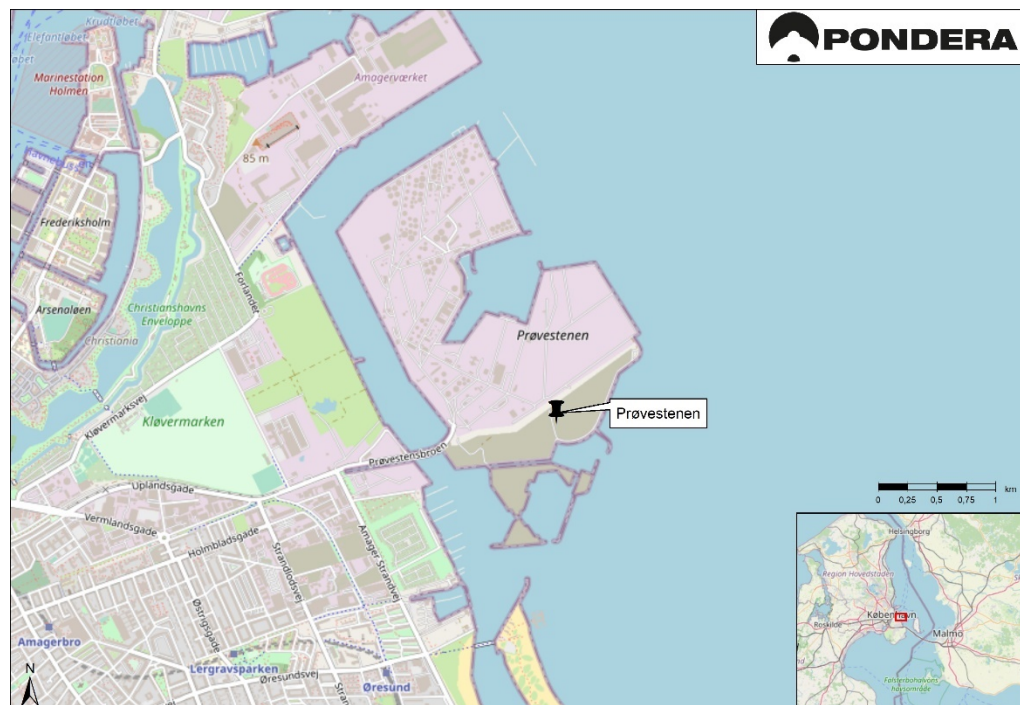 Krudtløbet
Elefantløbet
Marinestation
Holmen
Amagerværket
PONDERA
85 m
Frederiksholm
Forlandet
Arsenaløen
Christianshavns
Enveloppe
Christiania
Prøvestenen
Prøvestenen
Kløvermarken
Kløvermarksvej
Prøvestensbroen
Uplandsgade
Vermlandsgade
Holmbladsgade
Strandlodsvej
Amager Strandvej
Østrigsgade
Amagerbro
Lergravsparken
Øresundsvej
Øresund
N
0 0,25 0,5 0,75 1 km
Helsingborg
Region Hovedstaden
København
Roskilde
Malmö